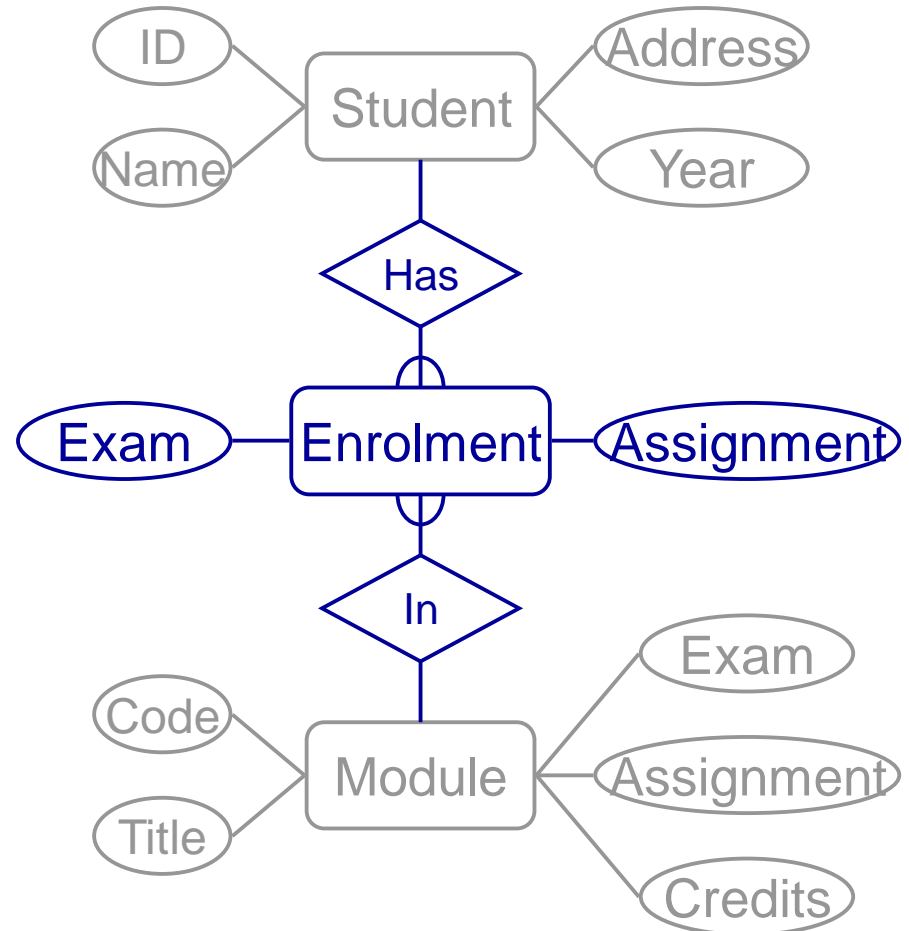 ID
Address
Student
Name
Year
Has
Exam
Enrolment
Assignment
In
Exam
Code
Module
Assignment
Title
Credits